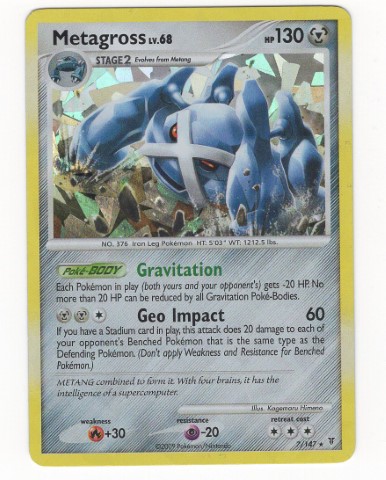 Metagross LV.68 HP 130
STAGE2 Evolves from Metang
NO. 376 Iron Leg Pokémon. HT: 5'03" WT: 1212.5 lbs.
Poké-BODY Gravitation
Each Pokémon in play (both yours and your opponent's) gets -20 HP. No
more than 20 HP can be reduced by all Gravitation Poké-Bodies.
Geo Impact 60
If you have a Stadium card in play, this attack does 20 damage to each of
your opponent's Benched Pokémon that is the same type as the
Defending Pokémon. (Don't apply Weakness and Resistance for Benched
Pokémon.)
METANG combined to form it. With four brains, it has the
intelligence of a supercomputer.
Illus. Kagemaru Himeno
weakness resistance retreat cost
+30 -20
©2009 Pokémon/Nintendo 7/147 ★